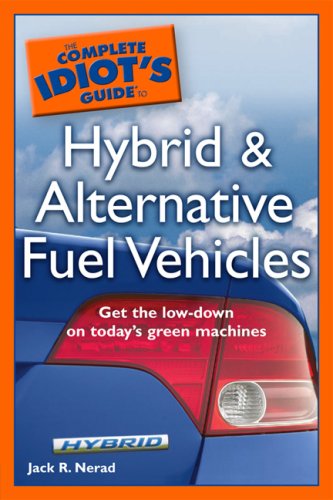 THE
COMPLETE
IDIOT'S
GUIDE® TO
Hybrid &
Alternative
Fuel Vehicles
Get the low-down
on today's green machines
HYBRID
Jack R. Nerad